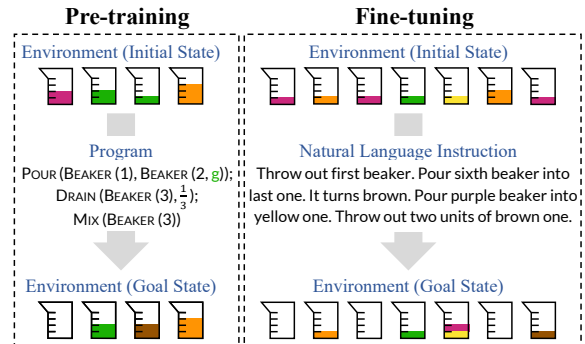 Pre-training
Environment (Initial State)
Program
POUR (BEAKER (1), BEAKER (2, g));
DRAIN (BEAKER (3), 1/3);
MIX (BEAKER (3))
Environment (Goal State)
Fine-tuning
Environment (Initial State)
Natural Language Instruction
Throw out first beaker. Pour sixth beaker into
last one. It turns brown. Pour purple beaker into
yellow one. Throw out two units of brown one.
Environment (Goal State)